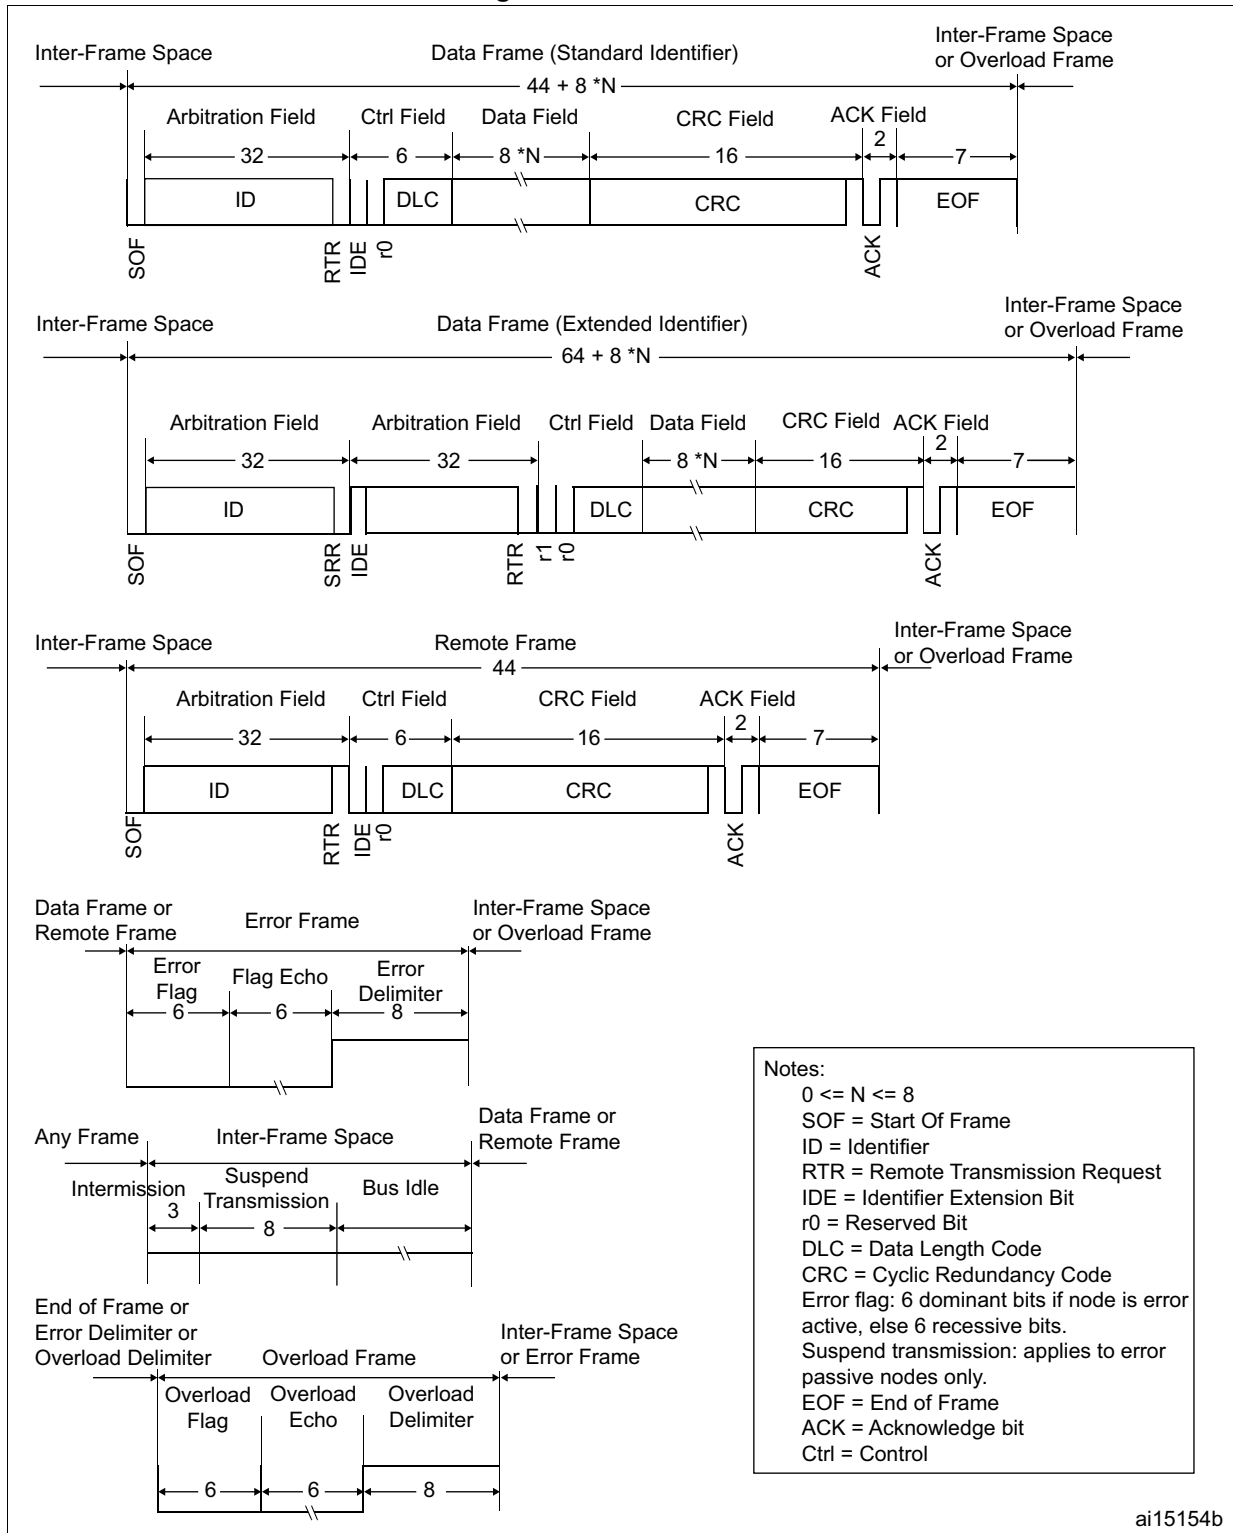 Inter-Frame Space
Data Frame (Standard Identifier)
Inter-Frame Space
or Overload Frame
44 + 8 *N
Arbitration Field
Ctrl Field
Data Field
CRC Field
ACK Field
32
6
8 *N
16
2
7
ID
DLC
CRC
EOF
SOF
RTR
IDE
r0
ACK
Inter-Frame Space
Data Frame (Extended Identifier)
Inter-Frame Space
or Overload Frame
64 + 8 *N
Arbitration Field
Arbitration Field
Ctrl Field
Data Field
CRC Field
ACK Field
32
32
8 *N
16
2
7
ID
DLC
CRC
EOF
SOF
SRR
IDE
RTR
r1
r0
ACK
Inter-Frame Space
Remote Frame
Inter-Frame Space
or Overload Frame
44
Arbitration Field
Ctrl Field
CRC Field
ACK Field
32
6
16
2
7
ID
DLC
CRC
EOF
SOF
RTR
IDE
r0
ACK
Data Frame or
Remote Frame
Error Frame
Inter-Frame Space
or Overload Frame
Error
Flag
Flag Echo
Error
Delimiter
6
6
8
Any Frame
Inter-Frame Space
Data Frame or
Remote Frame
Intermission
3
Suspend
Transmission
8
Bus Idle
End of Frame or
Error Delimiter or
Overload Delimiter
Overload Frame
Inter-Frame Space
or Error Frame
Overload
Flag
Overload
Echo
Overload
Delimiter
6
6
8
Notes:
0 <= N <= 8
SOF = Start Of Frame
ID = Identifier
RTR = Remote Transmission Request
IDE = Identifier Extension Bit
r0 = Reserved Bit
DLC = Data Length Code
CRC = Cyclic Redundancy Code
Error flag: 6 dominant bits if node is error
active, else 6 recessive bits.
Suspend transmission: applies to error
passive nodes only.
EOF = End of Frame
ACK = Acknowledge bit
Ctrl = Control
ai15154b